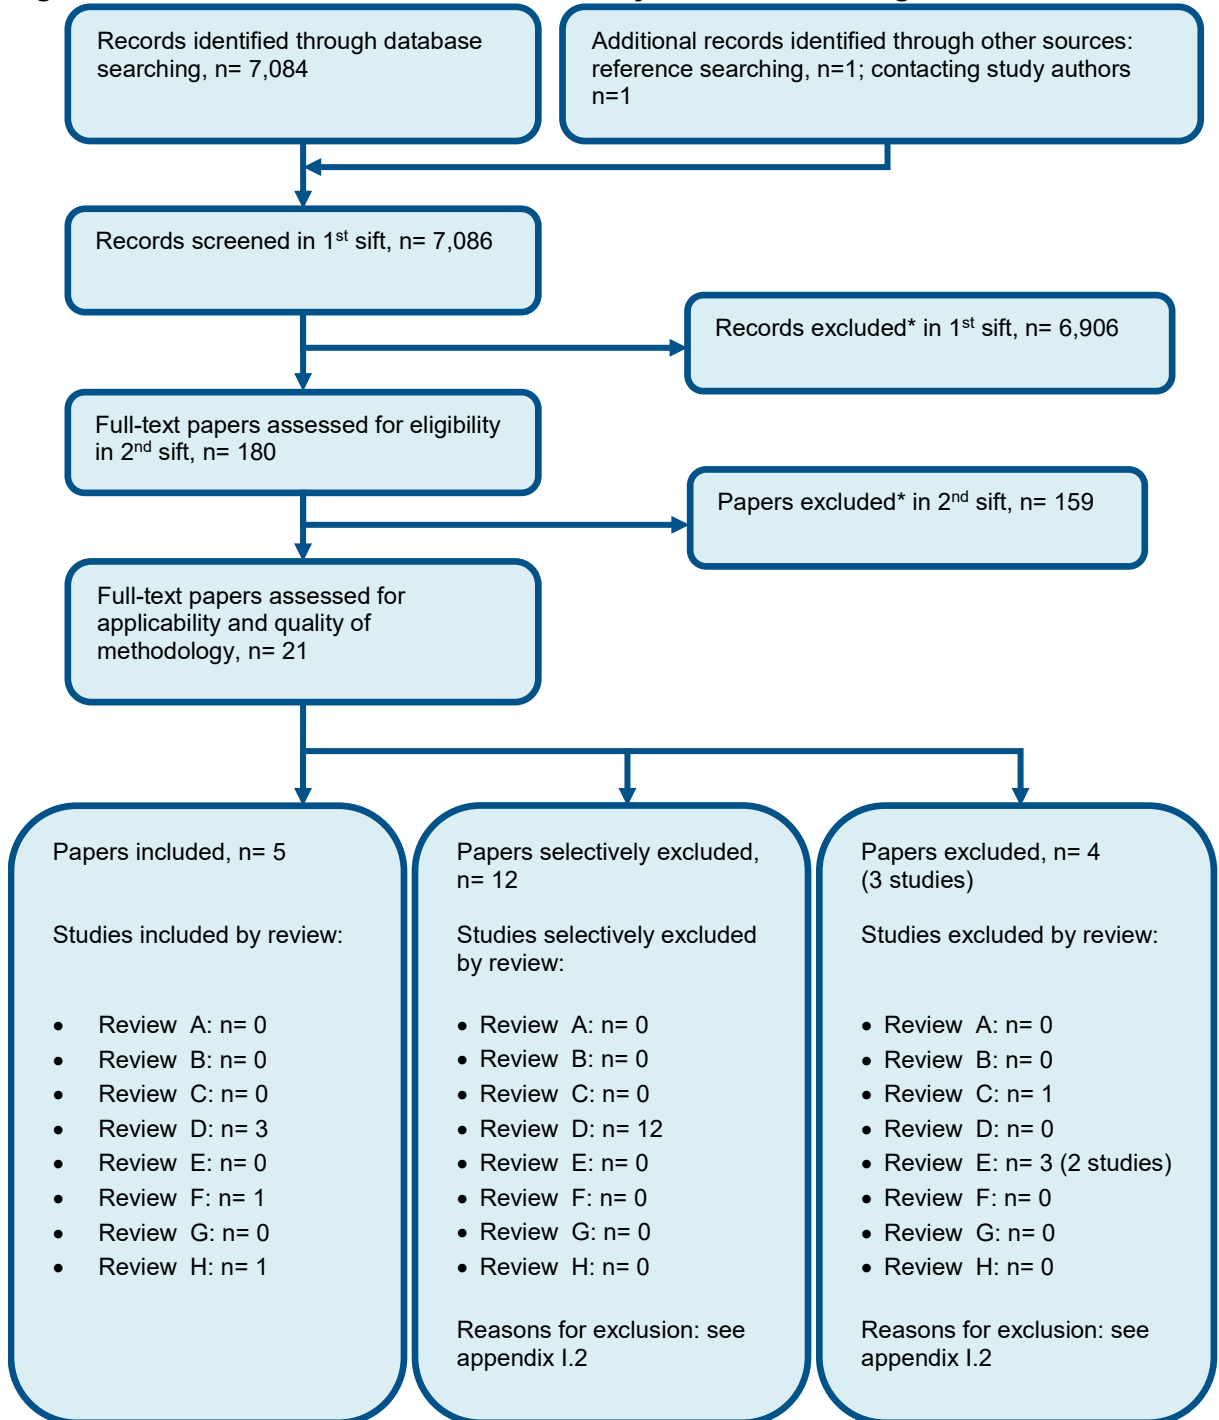 Records identified through database
searching, n= 7,084
Additional records identified through other sources:
reference searching, n=1; contacting study authors
n=1
Records screened in 1st sift, n= 7,086
Records excluded* in 1st sift, n= 6,906
Full-text papers assessed for eligibility
in 2nd sift, n= 180
Papers excluded* in 2nd sift, n= 159
Full-text papers assessed for
applicability and quality of
methodology, n= 21
Papers included, n= 5
Studies included by review:
• Review A: n= 0
• Review B: n= 0
• Review C: n= 0
• Review D: n= 3
• Review E: n= 0
• Review F: n= 1
• Review G: n= 0
• Review H: n= 1
Papers selectively excluded,
n= 12
Studies selectively excluded
by review:
• Review A: n= 0
• Review B: n= 0
• Review C: n= 0
• Review D: n= 12
• Review E: n= 0
• Review F: n= 0
• Review G: n= 0
• Review H: n= 0
Reasons for exclusion: see
appendix I.2
Papers excluded, n= 4
(3 studies)
Studies excluded by review:
• Review A: n= 0
• Review B: n= 0
• Review C: n= 1
• Review D: n= 0
• Review E: n= 3 (2 studies)
• Review F: n= 0
• Review G: n= 0
• Review H: n= 0
Reasons for exclusion: see
appendix I.2